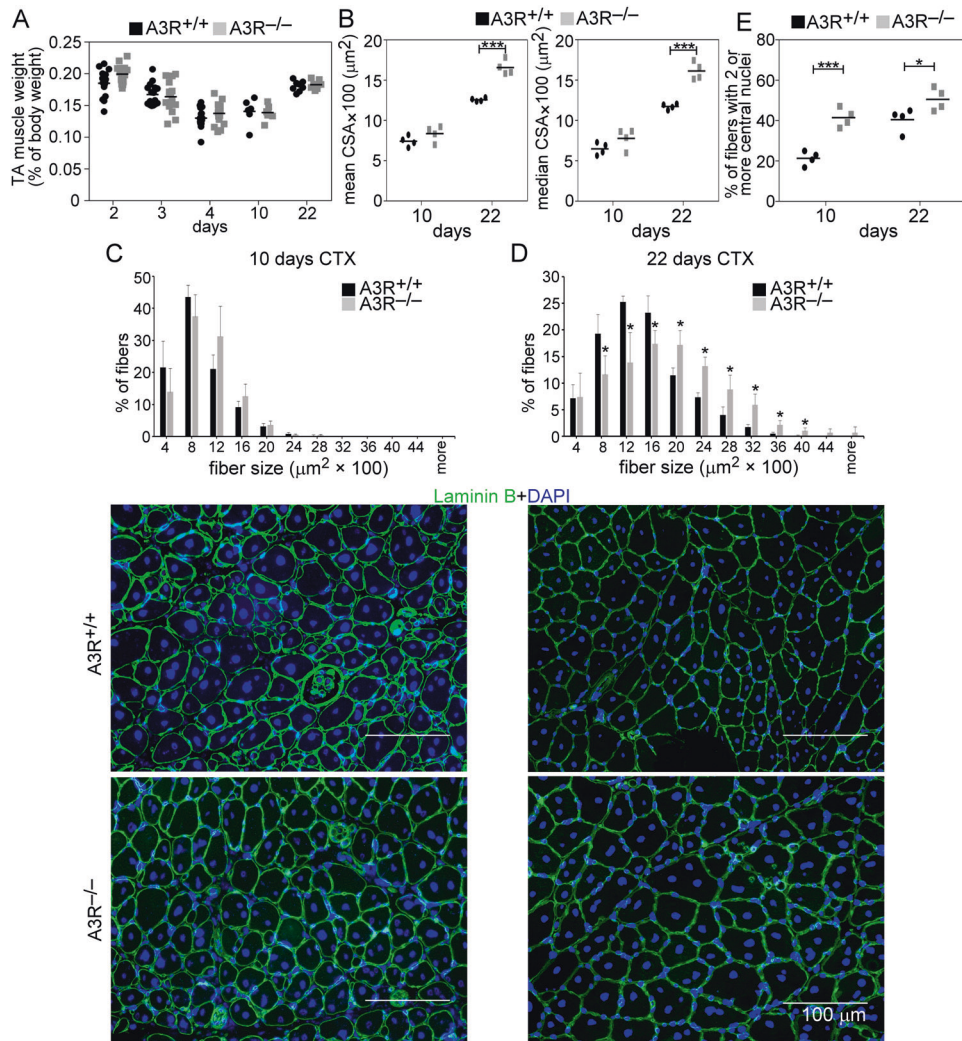 A
A3R+/+ A3R−/−
TA muscle weight
(% of body weight)
0.25
0.20
0.15
0.10
0.05
0
2 3 4 10 22
days
B
A3R+/+ A3R−/−
mean CSA×100 (μm²)
20
15
10
5
0
***
10 22
days
median CSA×100 (μm²)
20
15
10
5
0
***
10 22
days
E
A3R+/+ A3R−/−
% of fibers with 2 or
more central nuclei
80
60
40
20
0
***
*
10 22
days
C
10 days CTX
A3R+/+
A3R−/−
% of fibers
50
40
30
20
10
0
4 8 12 16 20 24 28 32 36 40 44 more
fiber size (μm² × 100)
D
22 days CTX
A3R+/+
A3R−/−
% of fibers
30
25
20
15
10
5
0
* * * * * * * * *
4 8 12 16 20 24 28 32 36 40 44 more
fiber size (μm² × 100)
Laminin B+DAPI
A3R+/+
A3R−/−
100 μm